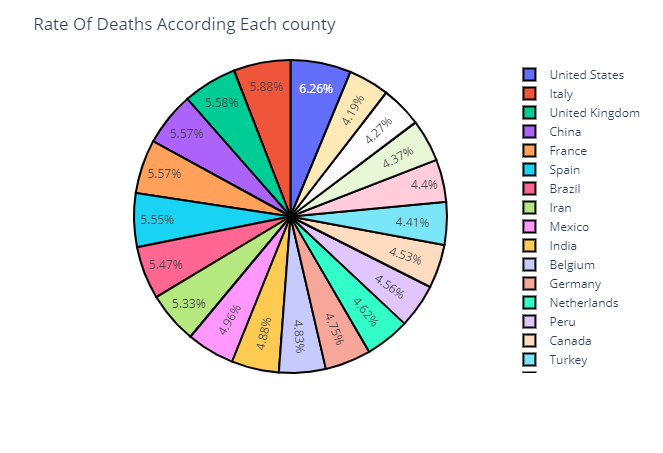 Rate Of Deaths According Each county
6.26%
5.88%
5.58%
5.57%
5.57%
5.55%
5.47%
5.33%
4.96%
4.88%
4.83%
4.75%
4.62%
4.56%
4.53%
4.41%
4.4%
4.37%
4.27%
4.19%
United States
Italy
United Kingdom
China
France
Spain
Brazil
Iran
Mexico
India
Belgium
Germany
Netherlands
Peru
Canada
Turkey